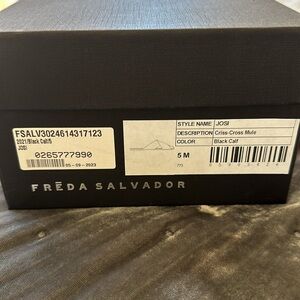 FSALV3024614317123
2021/Black Calf/5
JOSI
0265777990
05-09-2023
STYLE NAME JOSI
DESCRIPTION Criss-Cross Mule
COLOR Black Calf
5 M
FRĒDA SALVADOR